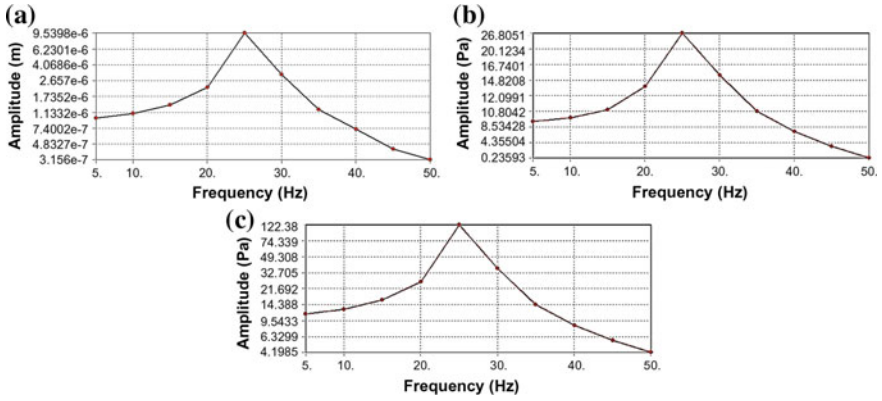 (a)
Amplitude (m)
9.5398e-6
6.2301e-6
4.0686e-6
2.657e-6
1.7352e-6
1.1332e-6
7.4002e-7
4.8327e-7
3.156e-7
5. 10. 20. 30. 40. 50.
Frequency (Hz)
(b)
Amplitude (Pa)
26.8051
20.1234
16.7401
14.8208
12.0991
10.8042
8.53428
4.35504
0.23593
5. 10. 20. 30. 40. 50.
Frequency (Hz)
(c)
Amplitude (Pa)
122.38
74.339
49.308
32.705
21.692
14.388
9.5433
6.3299
4.1985
5. 10. 20. 30. 40. 50.
Frequency (Hz)